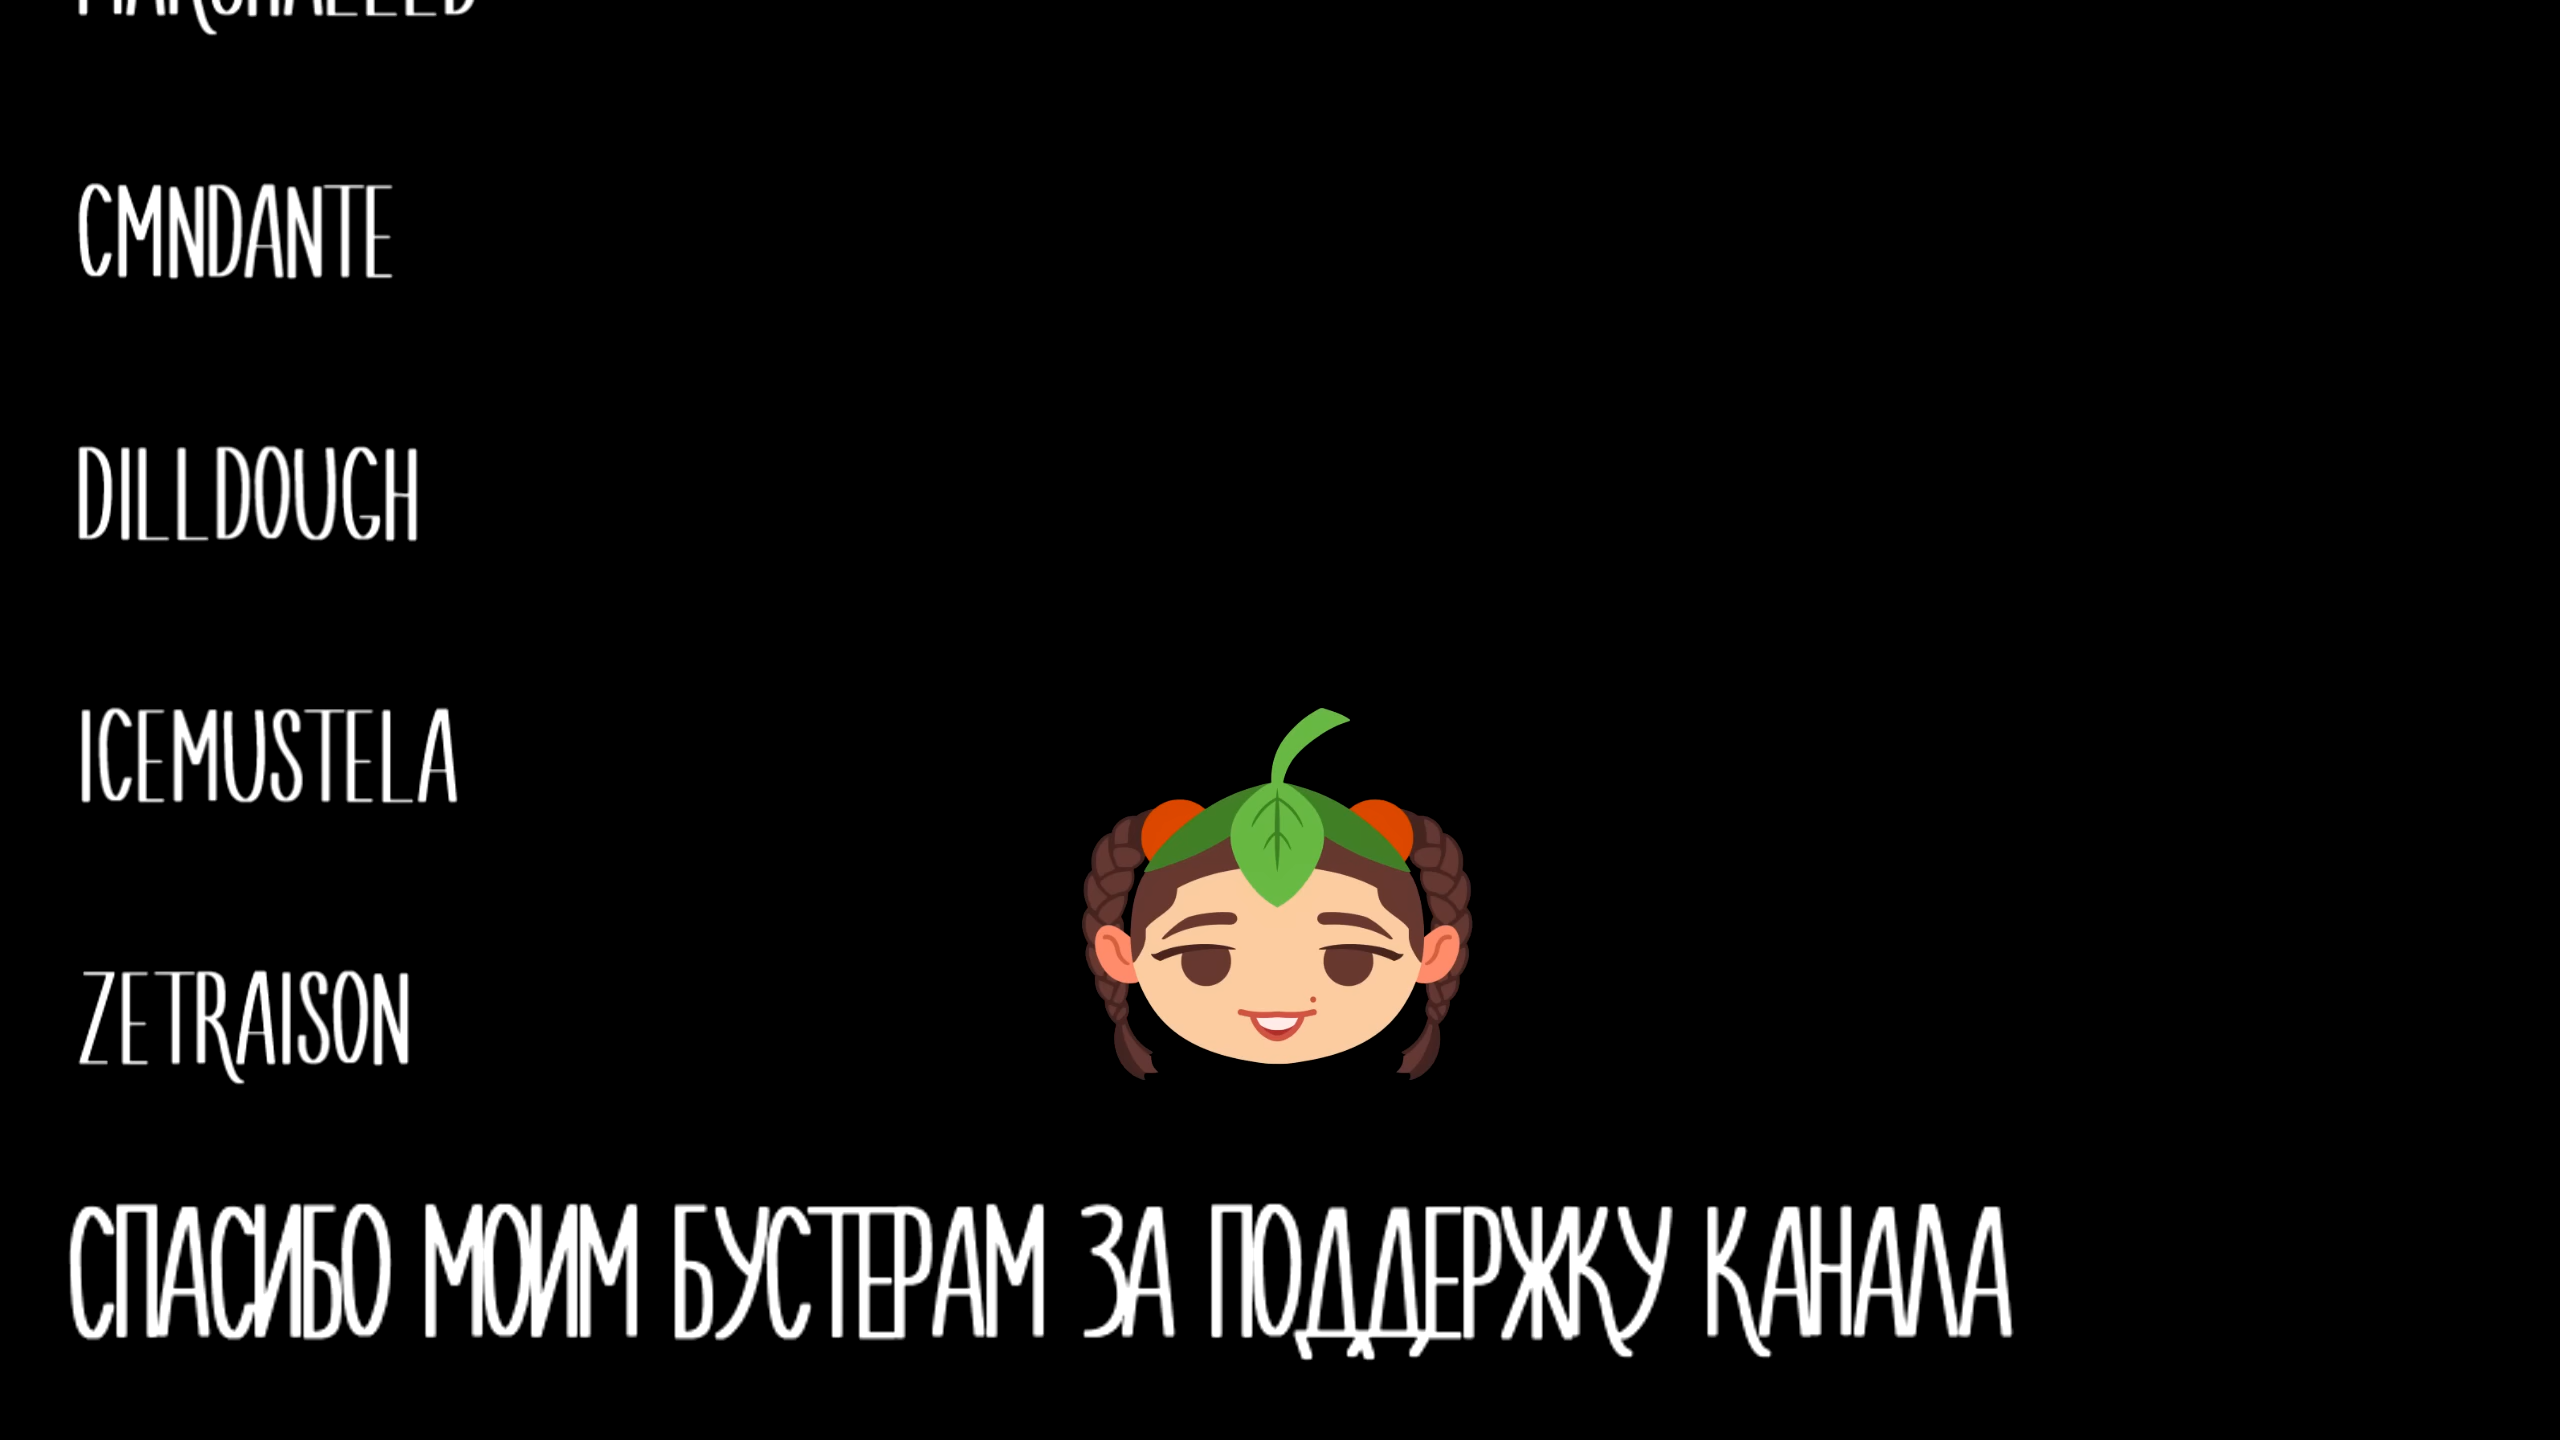 CMNDANTE
DILLDOUGH
ICEMUSTELA
ZETRAISON
СПАСИБО МОИМ БУСТЕРАМ ЗА ПОДДЕРЖКУ КАНАЛА